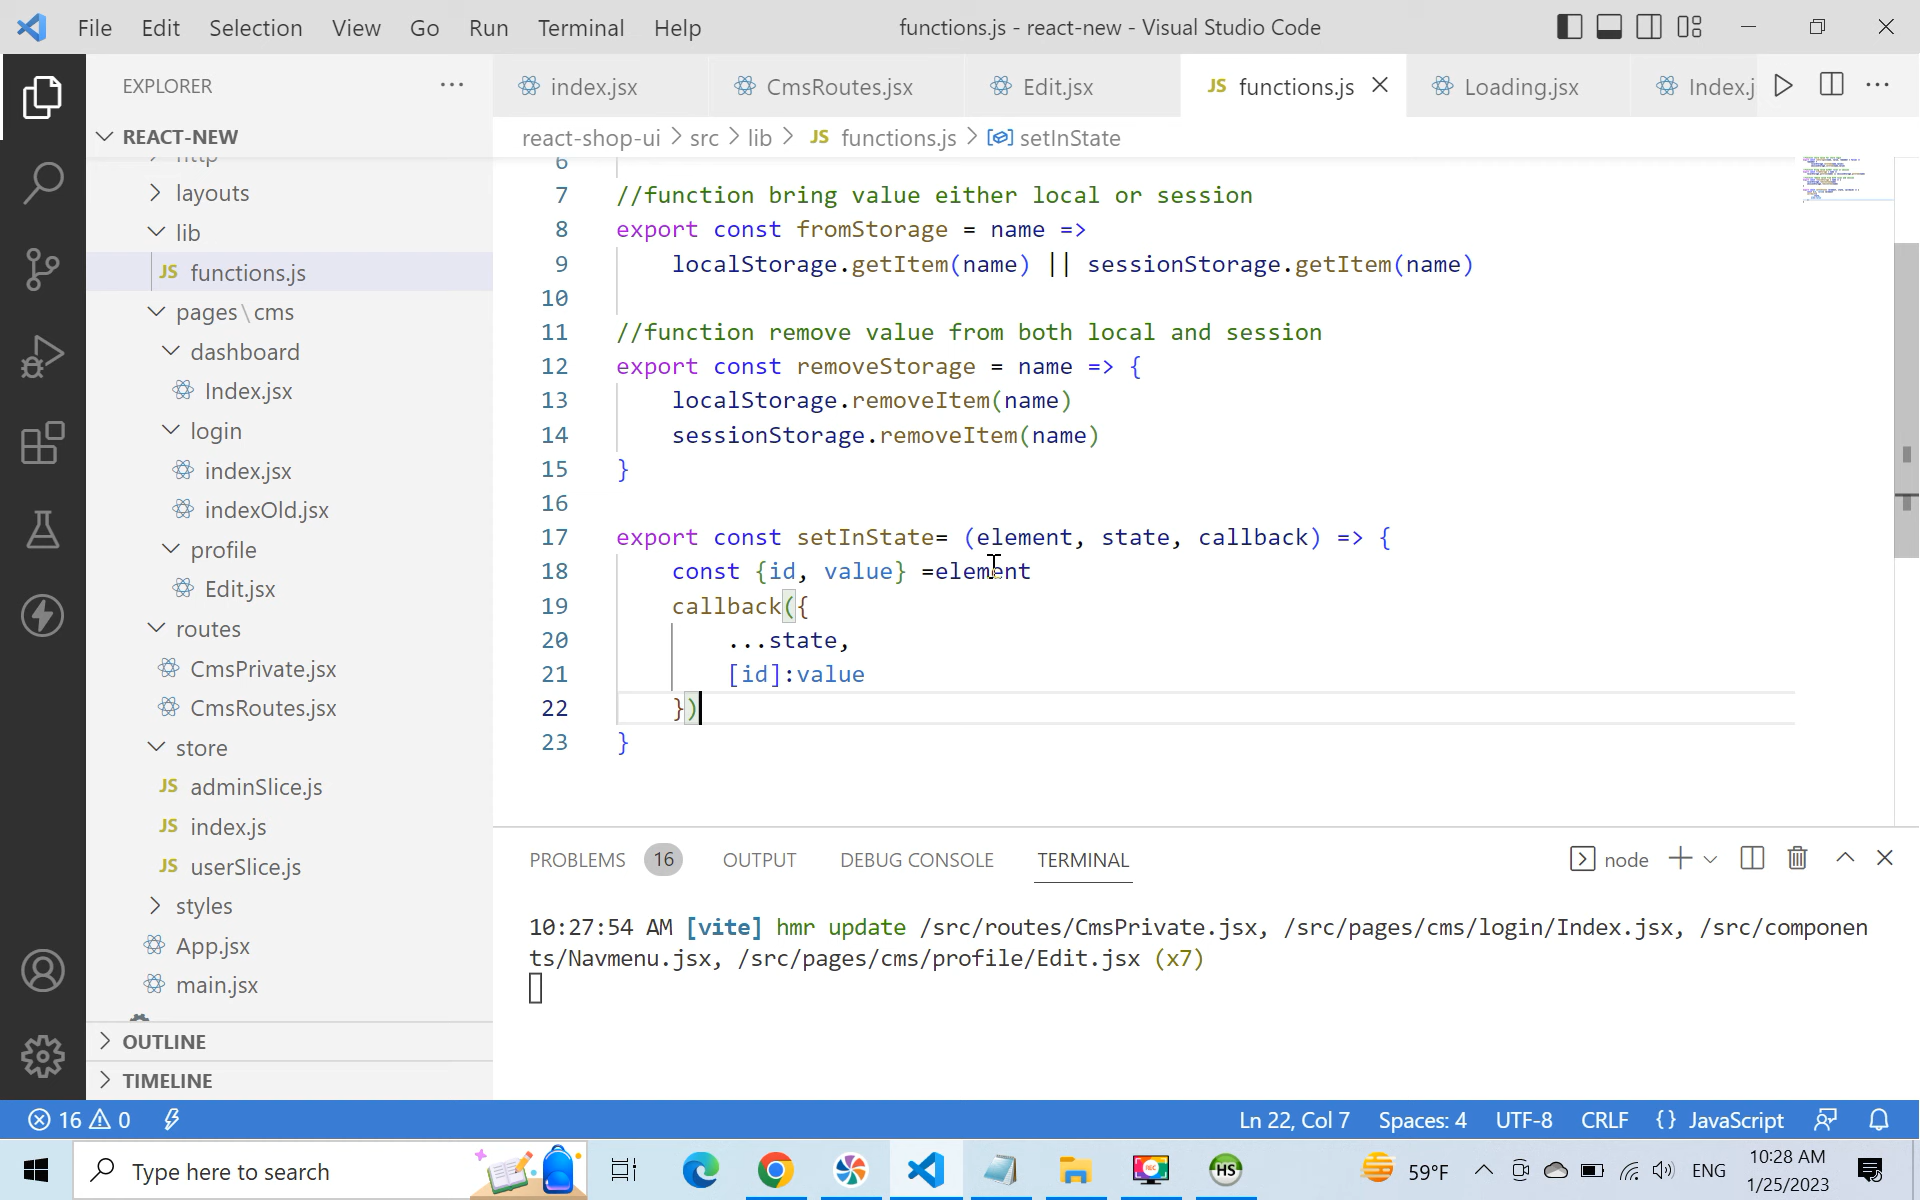 File Edit Selection View Go Run Terminal Help functions.js - react-new - Visual Studio Code
EXPLORER
index.jsx CmsRoutes.jsx Edit.jsx JS functions.js Loading.jsx Index.j
REACT-NEW
react-shop-ui > src > lib > JS functions.js > setInState
http
layouts
lib
JS functions.js
pages\cms
dashboard
Index.jsx
login
index.jsx
indexOld.jsx
profile
Edit.jsx
routes
CmsPrivate.jsx
CmsRoutes.jsx
store
JS adminSlice.js
JS index.js
JS userSlice.js
styles
App.jsx
main.jsx
OUTLINE
TIMELINE
6
7 //function bring value either local or session
8 export const fromStorage = name =>
9 localStorage.getItem(name) || sessionStorage.getItem(name)
10
11 //function remove value from both local and session
12 export const removeStorage = name => {
13 localStorage.removeItem(name)
14 sessionStorage.removeItem(name)
15 }
16
17 export const setInState= (element, state, callback) => {
18 const {id, value} =element
19 callback({
20 ...state,
21 [id]:value
22 })
23 }
PROBLEMS 16 OUTPUT DEBUG CONSOLE TERMINAL node
10:27:54 AM [vite] hmr update /src/routes/CmsPrivate.jsx, /src/pages/cms/login/Index.jsx, /src/componen
ts/Navmenu.jsx, /src/pages/cms/profile/Edit.jsx (x7)
16 0 Ln 22, Col 7 Spaces: 4 UTF-8 CRLF {} JavaScript
Type here to search HS 59°F ENG 10:28 AM
1/25/2023